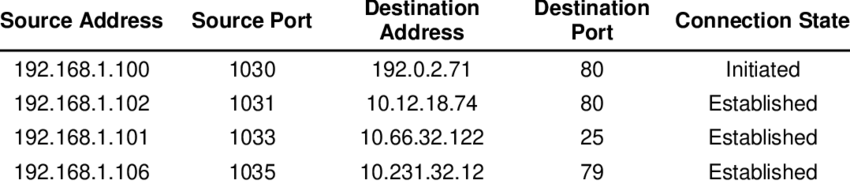 Source Address Source Port Destination Address Destination Port Connection State
192.168.1.100 1030 192.0.2.71 80 Initiated
192.168.1.102 1031 10.12.18.74 80 Established
192.168.1.101 1033 10.66.32.122 25 Established
192.168.1.106 1035 10.231.32.12 79 Established